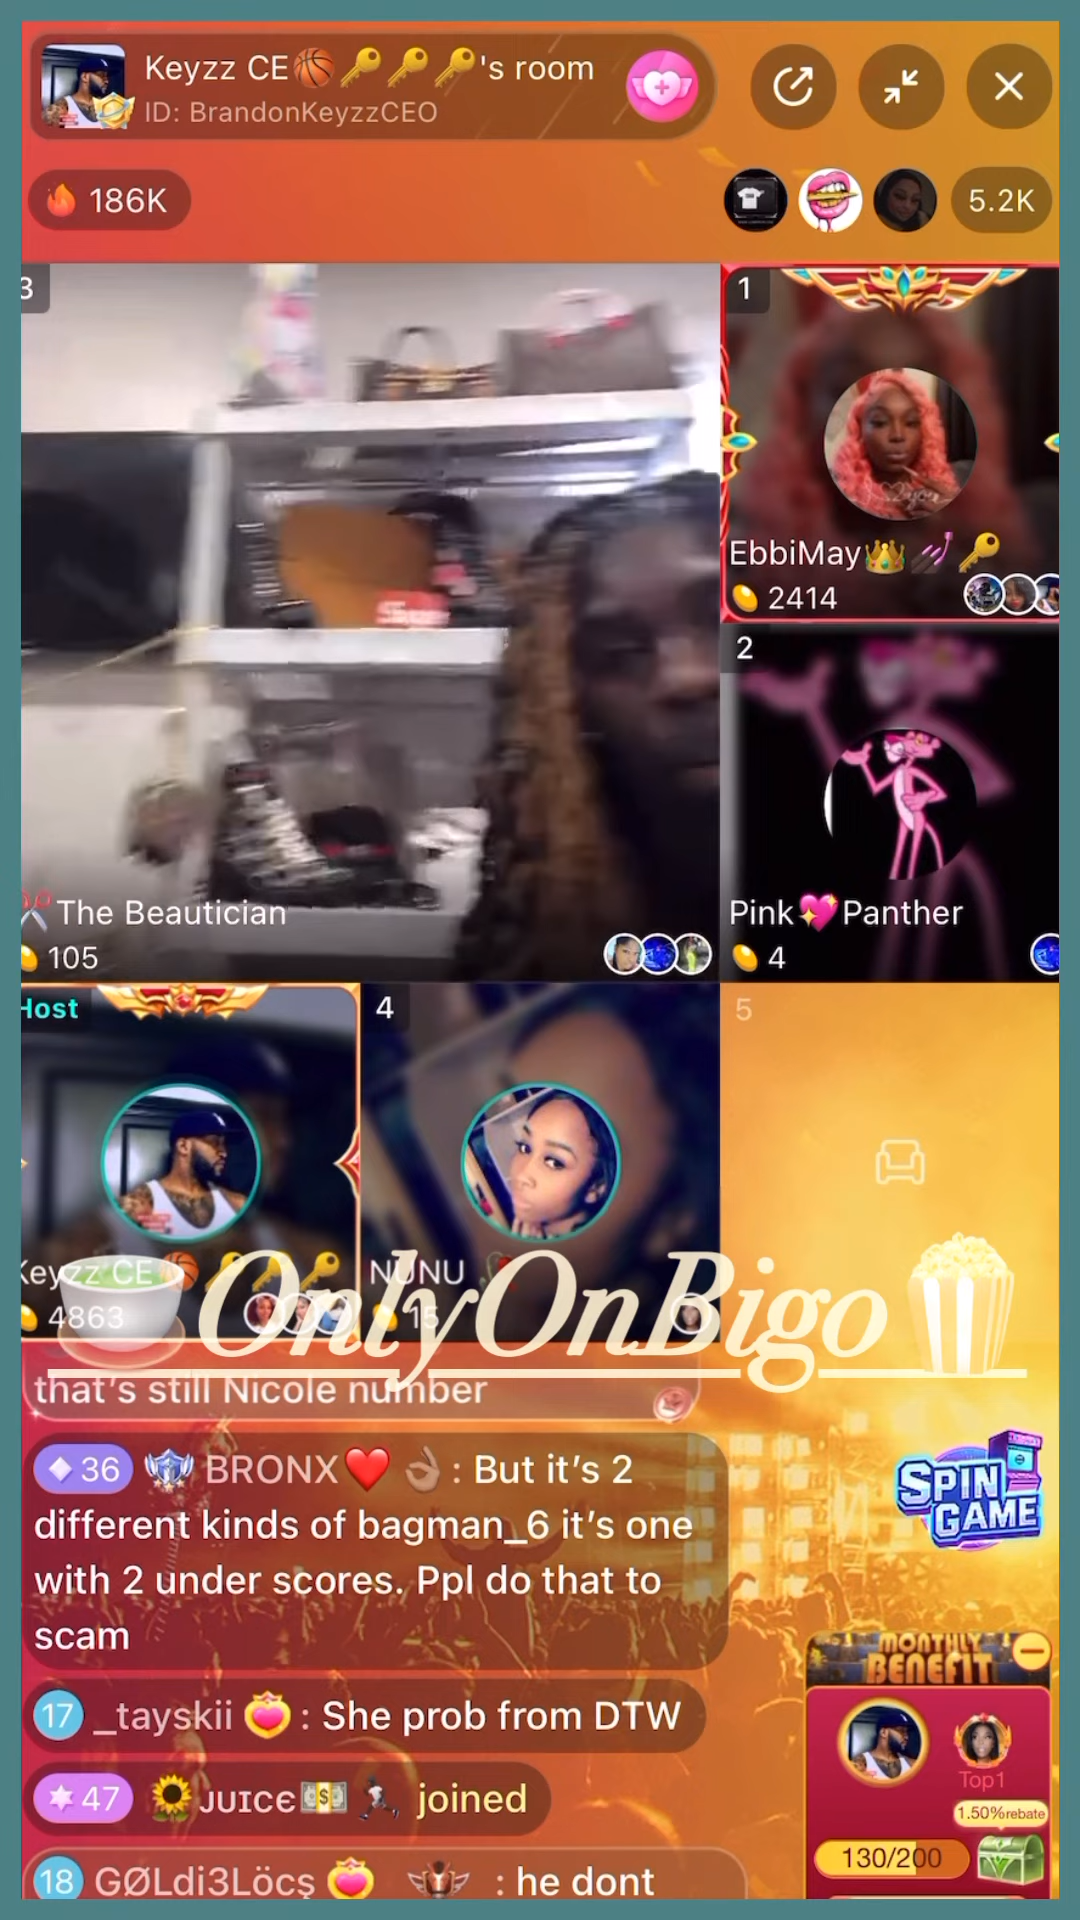 Keyzz CE🏀🔑🔑🔑's room
ID: BrandonKeyzzCEO
186K
5.2K
3
1
EbbiMay👑💅🏿🔑
2414
2
✂️The Beautician
105
Pink💖Panther
4
Host
4
5
Keyzz CE🏀🔑🔑🔑
NUNU🥀
4863
15
OnlyOnBigo
that's still Nicole number
36 BRONX❤️👌🏽: But it's 2
different kinds of bagman_6 it's one
with 2 under scores. Ppl do that to
scam
SPIN
GAME
MONTHLY
BENEFIT
17 _tayskii : She prob from DTW
Top1
47 🌻ᴊᴜɪᴄє💵🏃🏿 joined
1.50%rebate
130/200
18 GØLdi3Löcş : he dont